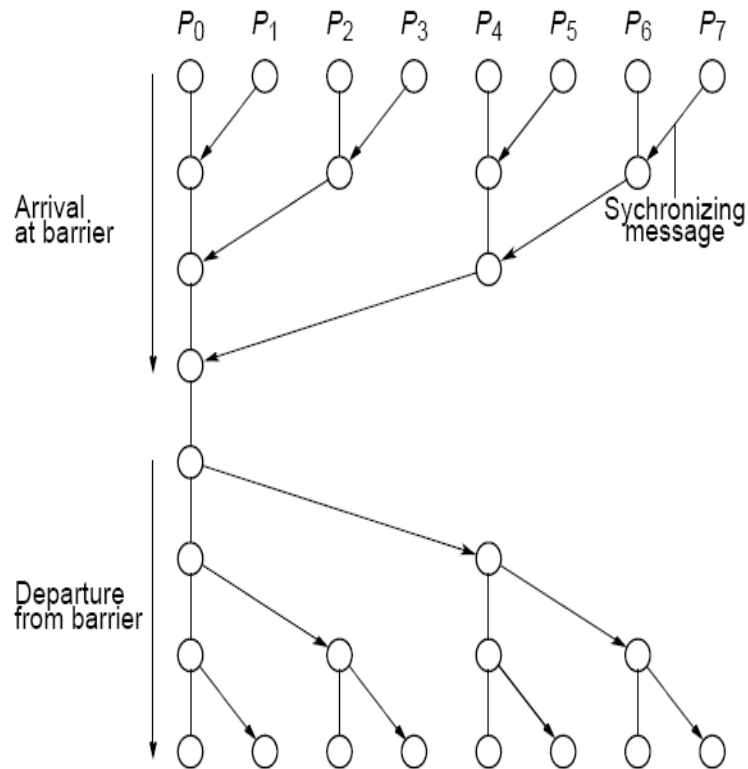 P0 P1 P2 P3 P4 P5 P6 P7
Arrival
at barrier
Sychronizing
message
Departure
from barrier